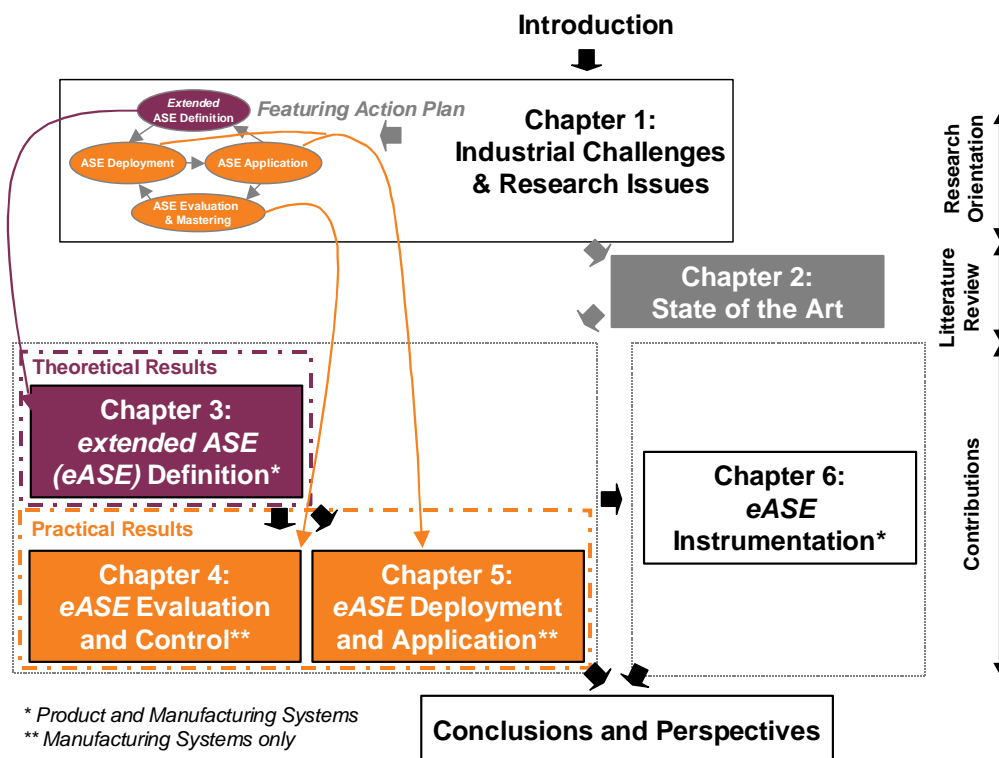 Introduction
Extended
ASE Definition
Featuring Action Plan
ASE Deployment
ASE Application
ASE Evaluation
& Mastering
Chapter 1:
Industrial Challenges
& Research Issues
Research
Orientation
Chapter 2:
State of the Art
Litterature
Review
Theoretical Results
Chapter 3:
extended ASE
(eASE) Definition*
Practical Results
Chapter 4:
eASE Evaluation
and Control**
Chapter 5:
eASE Deployment
and Application**
Chapter 6:
eASE
Instrumentation*
Contributions
* Product and Manufacturing Systems
** Manufacturing Systems only
Conclusions and Perspectives